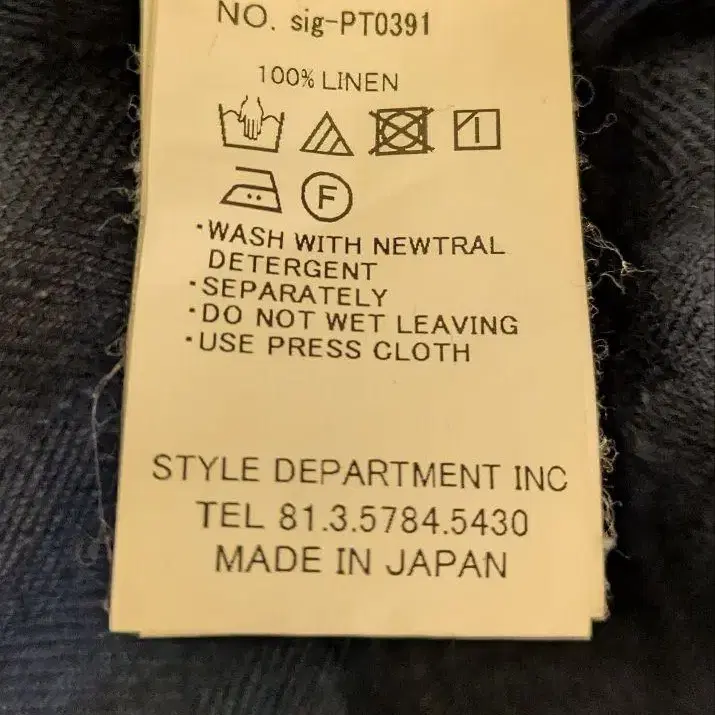 NO. sig-PT0391
100% LINEN
F
·WASH WITH NEWTRAL
DETERGENT
·SEPARATELY
·DO NOT WET LEAVING
·USE PRESS CLOTH
STYLE DEPARTMENT INC
TEL 81.3.5784.5430
MADE IN JAPAN